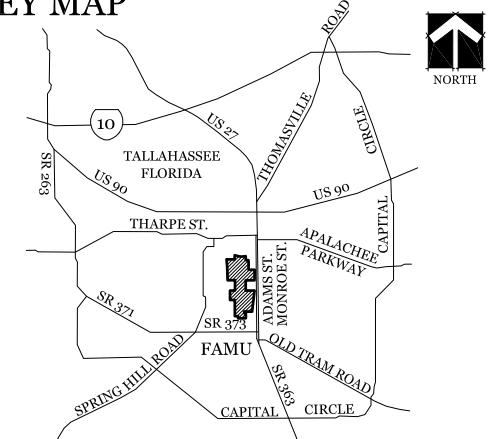 EY MAP
ROAD
NORTH
10
US 27
THOMASVILLE
CIRCLE
TALLAHASSEE
FLORIDA
SR 263
US 90
US 90
CAPITAL
THARPE ST.
APALACHEE
PARKWAY
ADAMS ST.
MONROE ST.
SR 371
SR 373
FAMU
OLD TRAM ROAD
SPRING HILL ROAD
SR 363
CAPITAL CIRCLE